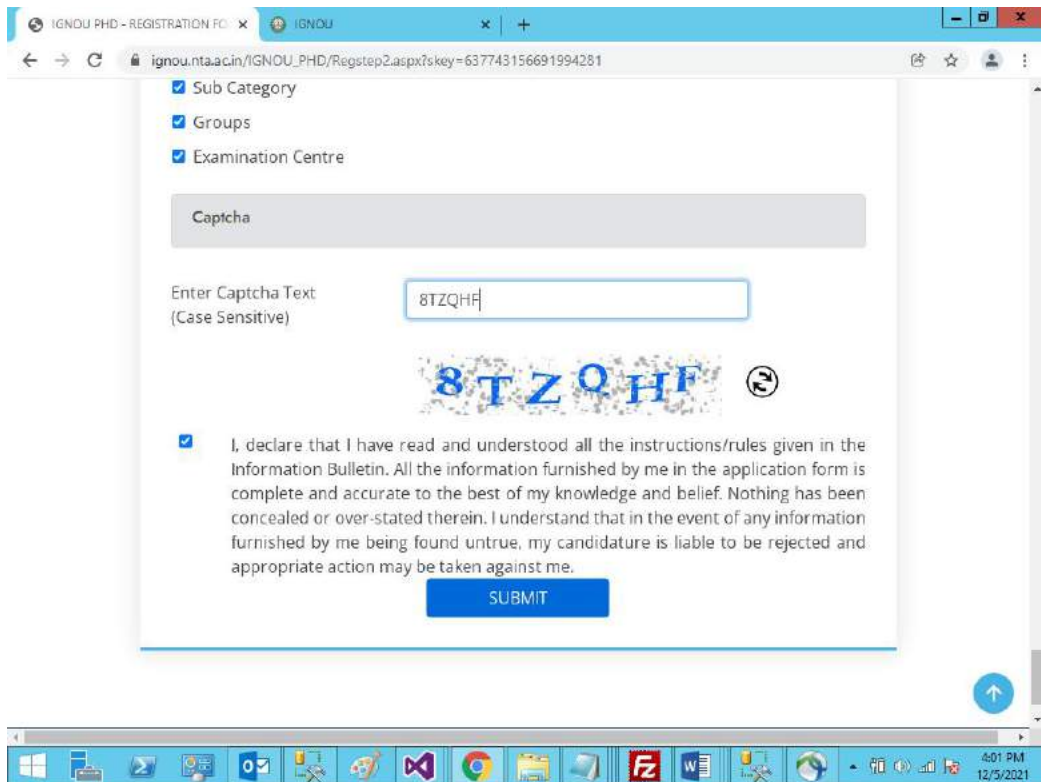 IGNOU PHD - REGISTRATION FO
IGNOU
ignou.nta.ac.in/IGNOU_PHD/Regstep2.aspx?skey=637743156691994281
Sub Category
Groups
Examination Centre
Captcha
Enter Captcha Text
(Case Sensitive)
8TZQHF
8TZQHF
I, declare that I have read and understood all the instructions/rules given in the
Information Bulletin. All the information furnished by me in the application form is
complete and accurate to the best of my knowledge and belief. Nothing has been
concealed or over-stated therein. I understand that in the event of any information
furnished by me being found untrue, my candidature is liable to be rejected and
appropriate action may be taken against me.
SUBMIT
4:01 PM
12/5/2021